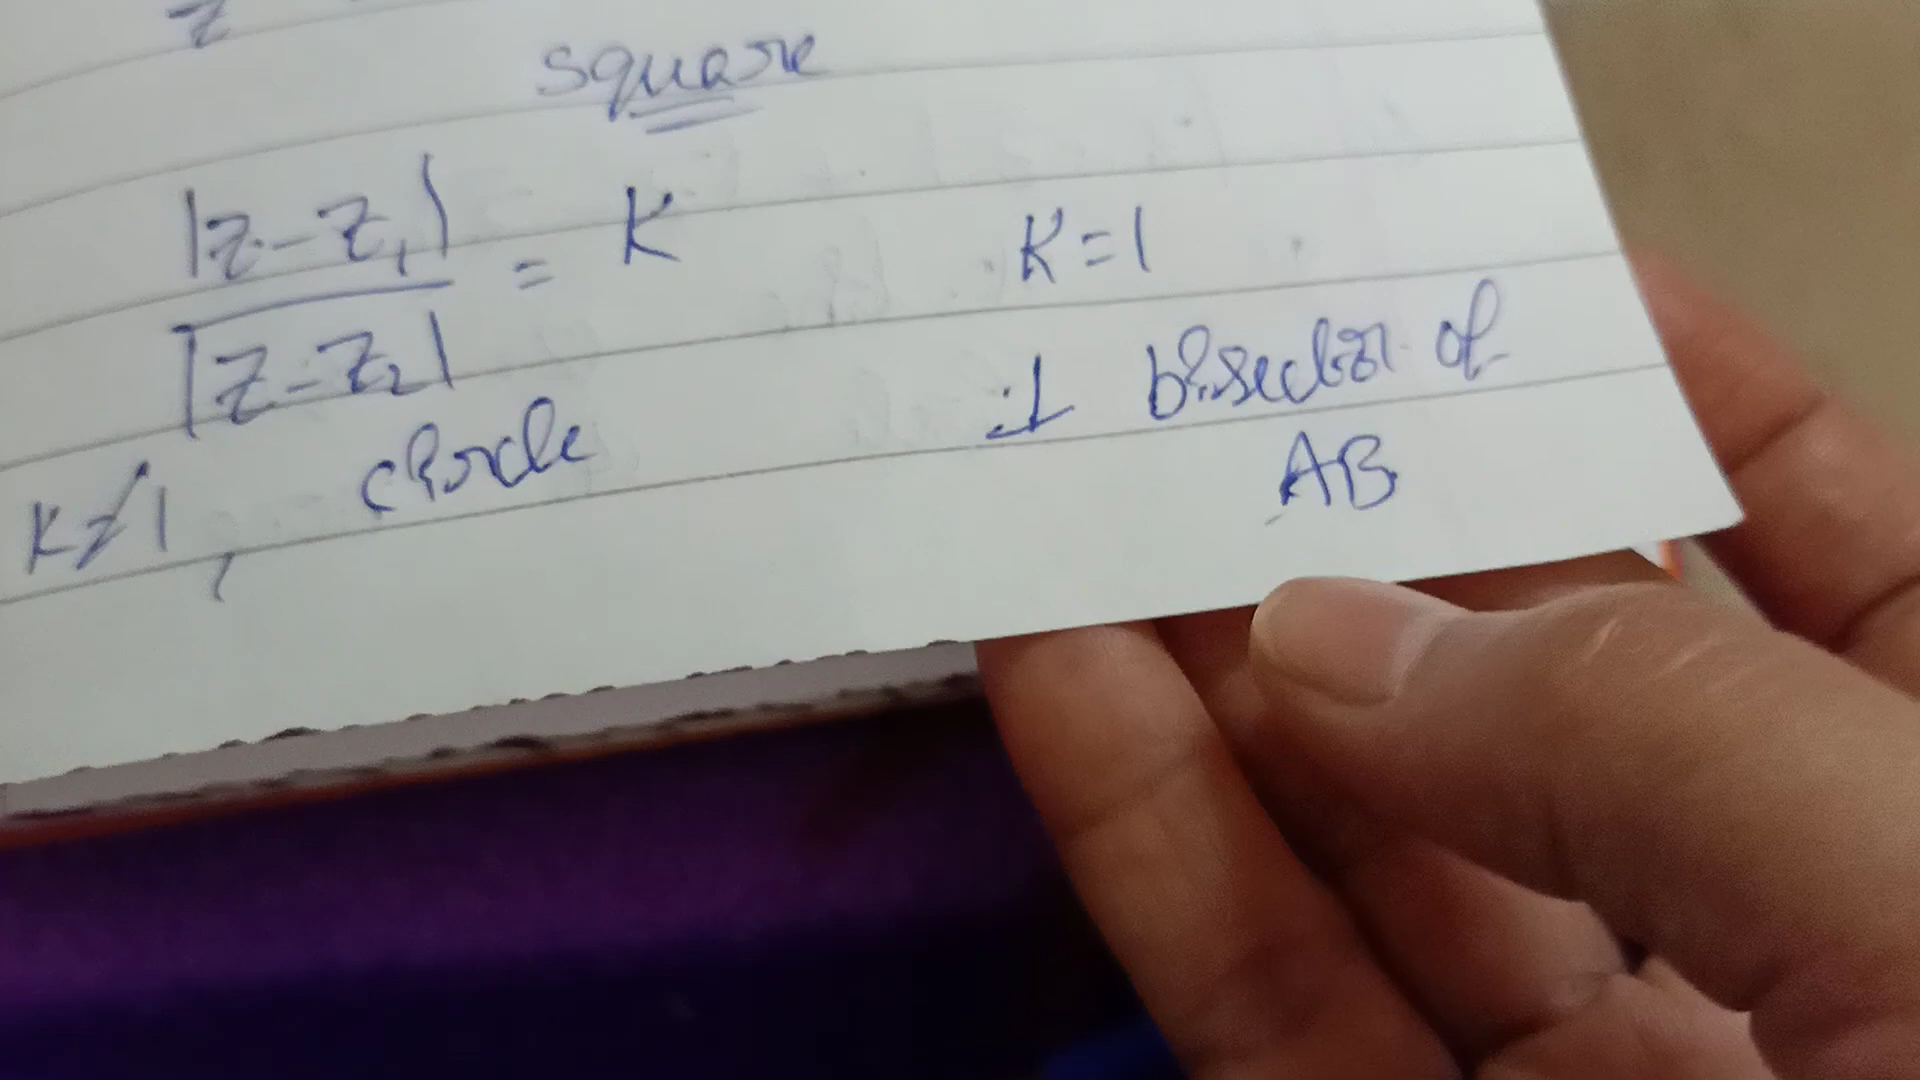 z
square
|z-z₁| / |z-z₂| = K
K=1
K≠1, circle
⊥ bisector of
AB